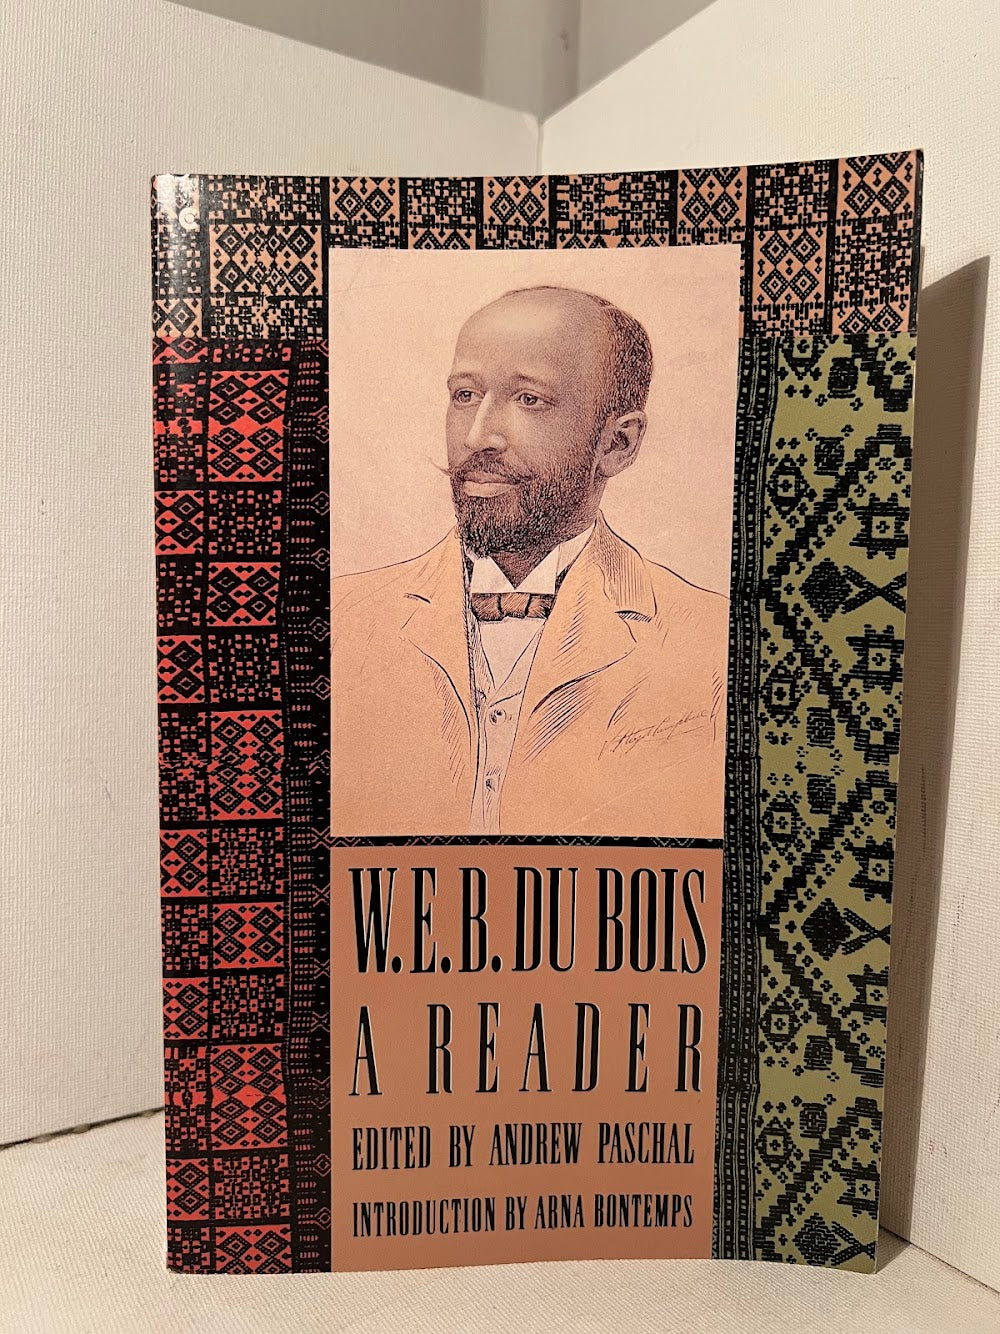 W.E.B. DU BOIS
A READER
EDITED BY ANDREW PASCHAL
INTRODUCTION BY ARNA BONTEMPS